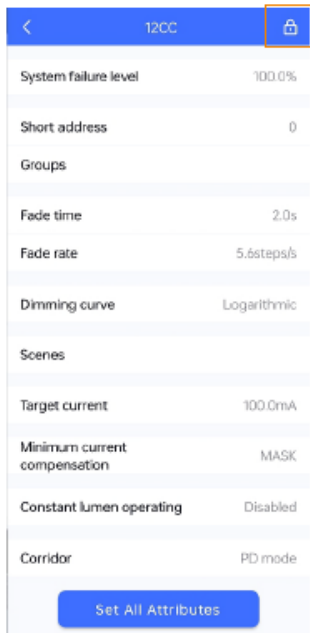 12CC
System failure level 100.0%
Short address 0
Groups
Fade time 2.0s
Fade rate 5.6steps/s
Dimming curve Logarithmic
Scenes
Target current 100.0mA
Minimum current
compensation MASK
Constant lumen operating Disabled
Corridor PD mode
Set All Attributes